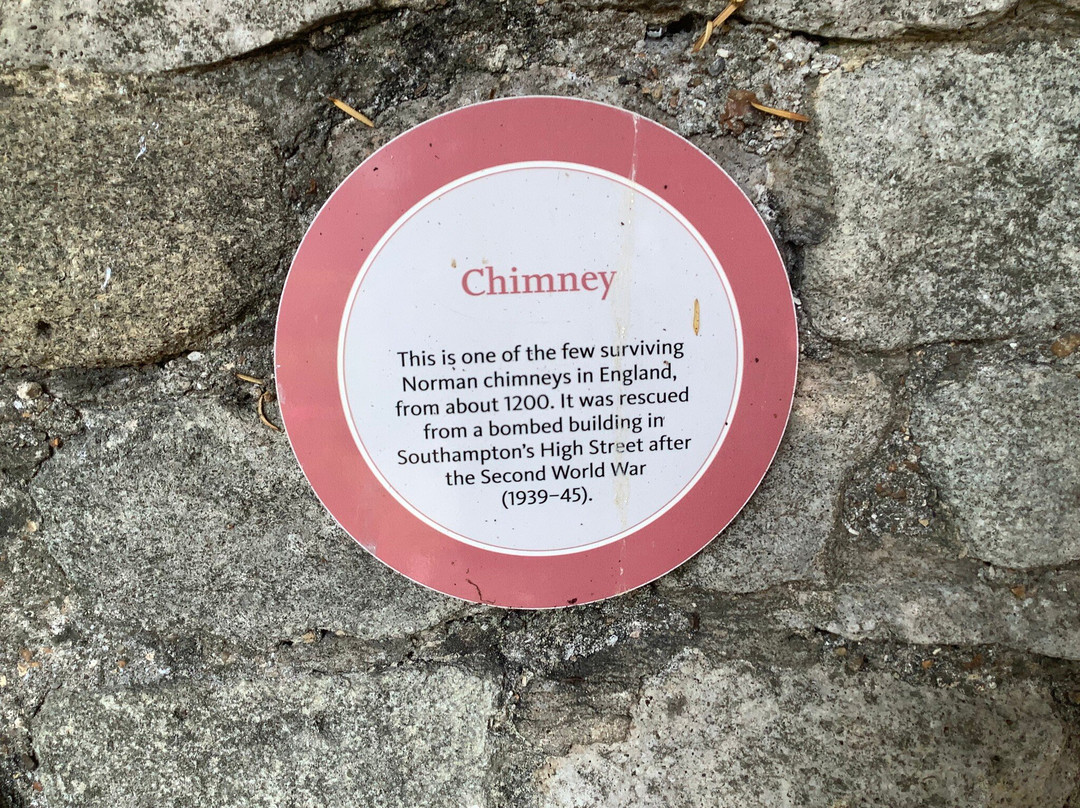 Chimney
This is one of the few surviving
Norman chimneys in England,
from about 1200. It was rescued
from a bombed building in
Southampton's High Street after
the Second World War
(1939–45).